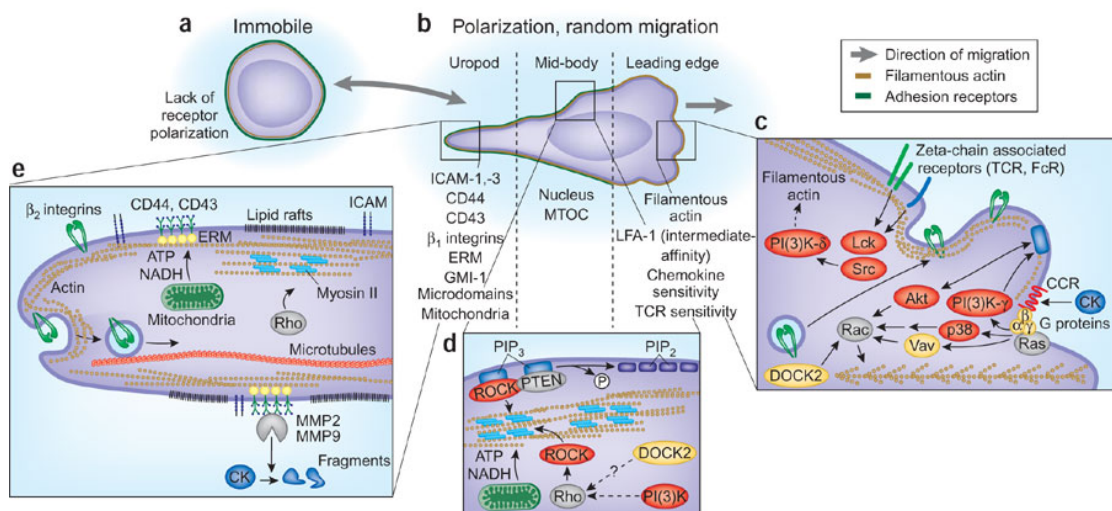 a
Immobile
Lack of
receptor
polarization
b
Polarization, random migration
Uropod
Mid-body
Leading edge
Direction of migration
Filamentous actin
Adhesion receptors
ICAM-1,-3
CD44
CD43
β1 integrins
ERM
GMI-1
Microdomains
Mitochondria
Nucleus
MTOC
Filamentous
actin
LFA-1 (intermediate-
affinity)
Chemokine
sensitivity
TCR sensitivity
c
Zeta-chain associated
receptors (TCR, FcR)
Filamentous
actin
PI(3)K-δ
Lck
Src
Akt
PI(3)K-γ
CCR
CK
β
αγ
G proteins
Rac
p38
Vav
Ras
DOCK2
d
PIP3
PIP2
ROCK
PTEN
P
ATP
NADH
ROCK
DOCK2
?
Rho
PI(3)K
e
β2 integrins
CD44, CD43
Lipid rafts
ICAM
ERM
ATP
NADH
Actin
Myosin II
Mitochondria
Rho
Microtubules
MMP2
MMP9
CK
Fragments